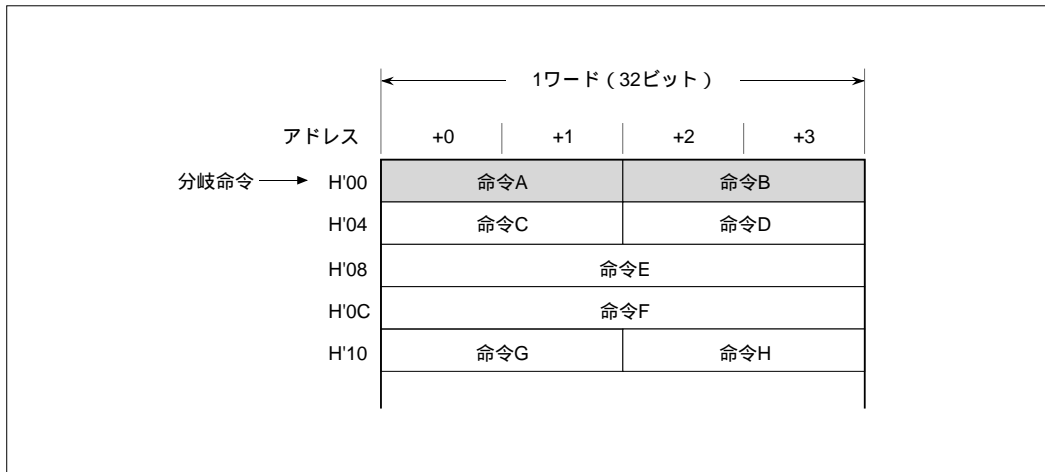 1ワード（32ビット）
アドレス +0 +1 +2 +3
分岐命令 H'00 命令A 命令B
H'04 命令C 命令D
H'08 命令E
H'0C 命令F
H'10 命令G 命令H